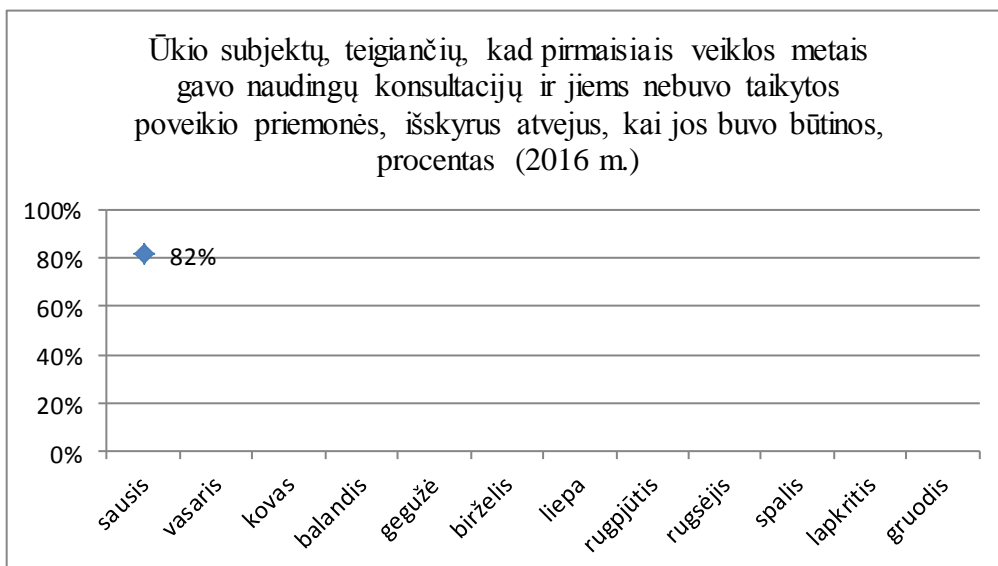 Ūkio subjektų, teigiančių, kad pirmaisiais veiklos metais
gavo naudingų konsultacijų ir jiems nebuvo taikytos
poveikio priemonės, išskyrus atvejus, kai jos buvo būtinos,
procentas (2016 m.)
100%
80%
60%
40%
20%
0%
82%
sausis
vasaris
kovas
balandis
gegužė
birželis
liepa
rugpjūtis
rugsėjis
spalis
lapkritis
gruodis